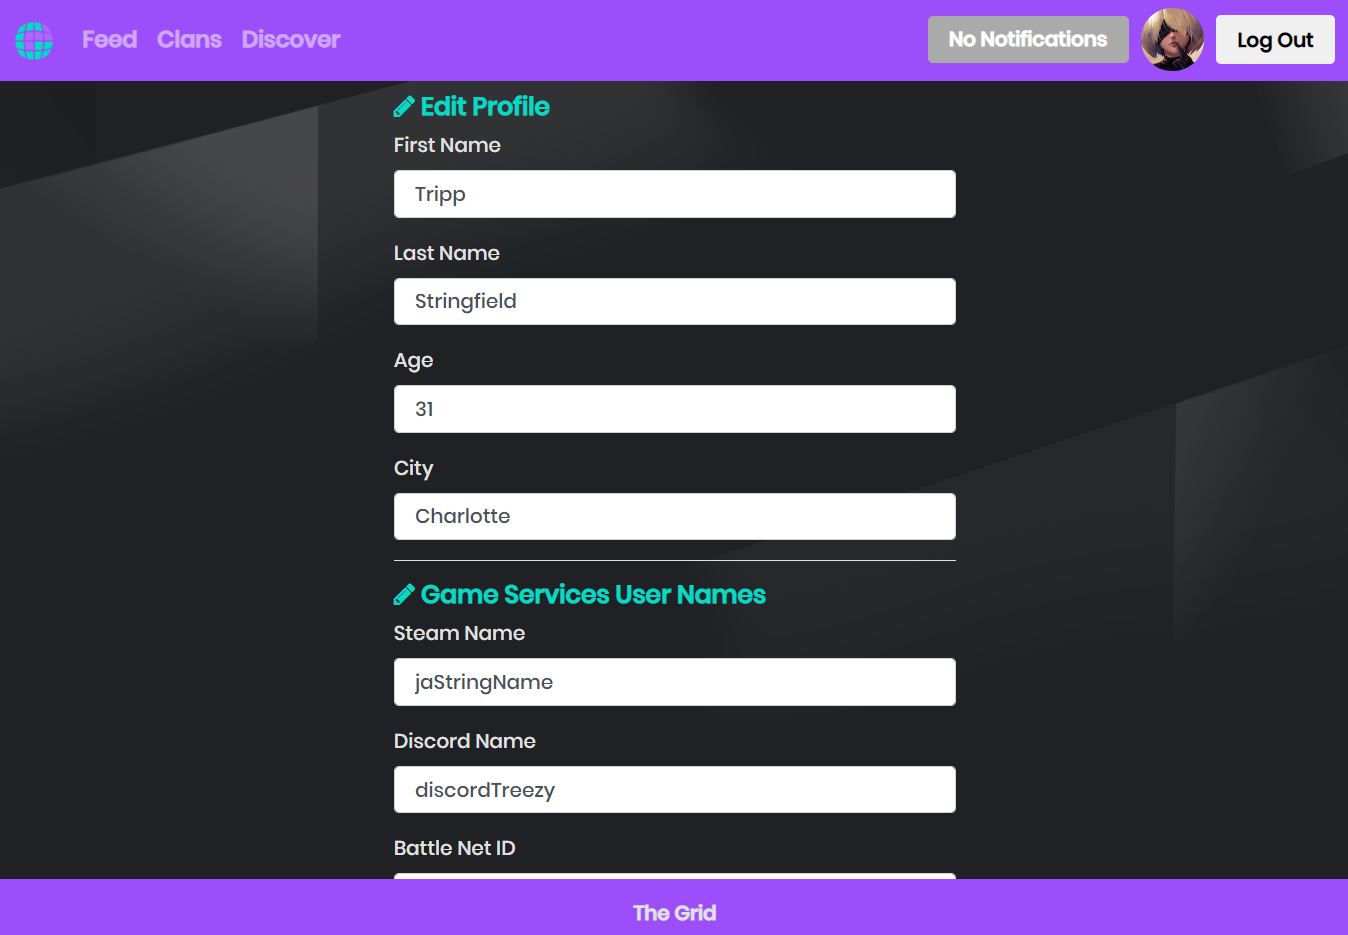 Feed Clans Discover No Notifications Log Out
Edit Profile
First Name
Tripp
Last Name
Stringfield
Age
31
City
Charlotte
Game Services User Names
Steam Name
jaStringName
Discord Name
discordTreezy
Battle Net ID
The Grid